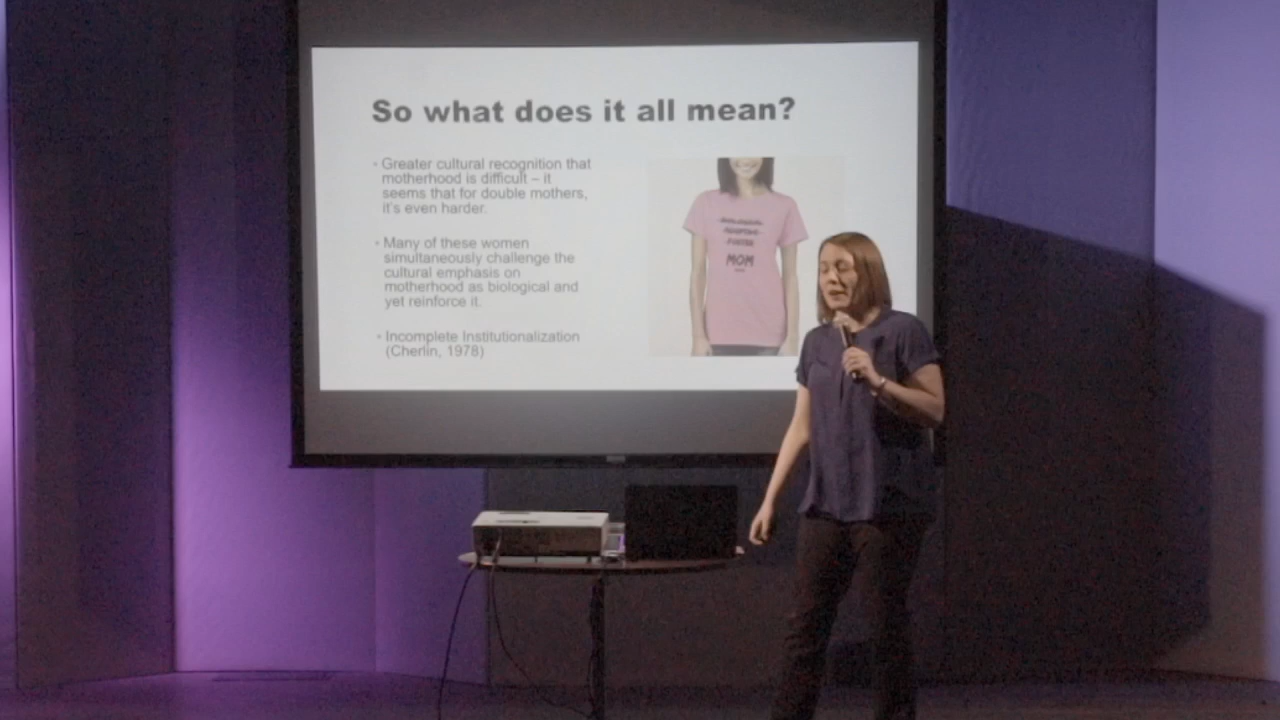 So what does it all mean?
• Greater cultural recognition that
motherhood is difficult – it
seems that for double mothers,
it's even harder.
• Many of these women
simultaneously challenge the
cultural emphasis on
motherhood as biological and
yet reinforce it.
• Incomplete Institutionalization
(Cherlin, 1978)
MOM